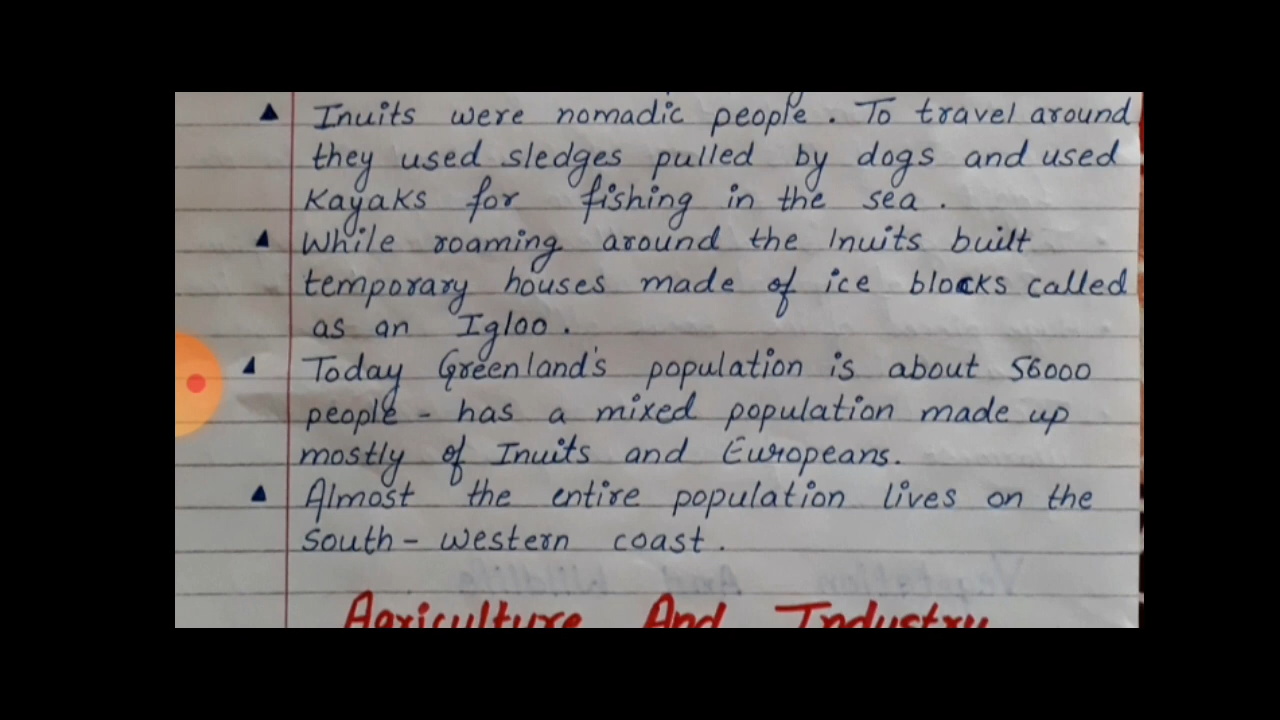 ▲ Inuits were nomadic people. To travel around
they used sledges pulled by dogs and used
Kayaks for fishing in the sea.
▲ While roaming around the Inuits built
temporary houses made of ice blocks called
as an Igloo.
▲ Today Greenland's population is about 56000
people - has a mixed population made up
mostly of Inuits and Europeans.
▲ Almost the entire population lives on the
South-western coast.
Vegetation And Wildlife
Agriculture And Industry